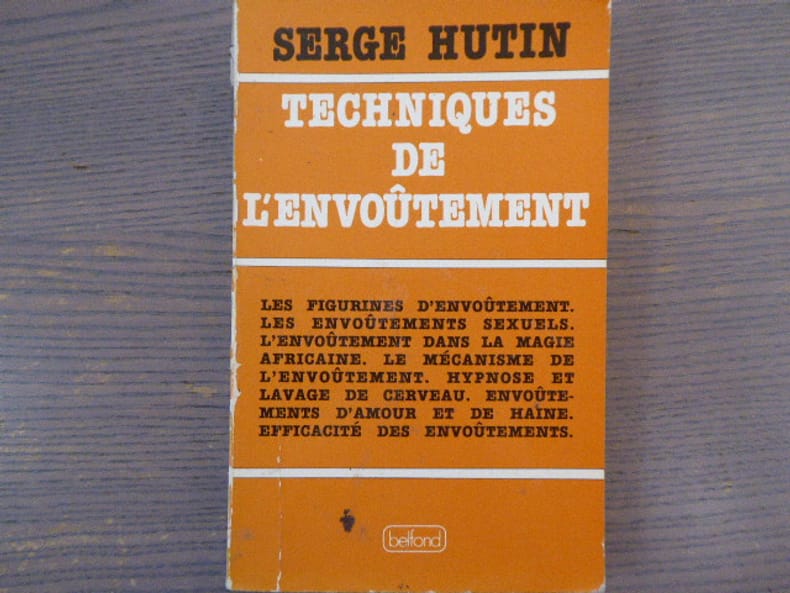 SERGE HUTIN
TECHNIQUES
DE
L'ENVOÛTEMENT
LES FIGURINES D'ENVOÛTEMENT.
LES ENVOÛTEMENTS SEXUELS.
L'ENVOÛTEMENT DANS LA MAGIE
AFRICAINE. LE MÉCANISME DE
L'ENVOÛTEMENT. HYPNOSE ET
LAVAGE DE CERVEAU. ENVOÛTE-
MENTS D'AMOUR ET DE HAINE.
EFFICACITÉ DES ENVOÛTEMENTS.
belfond